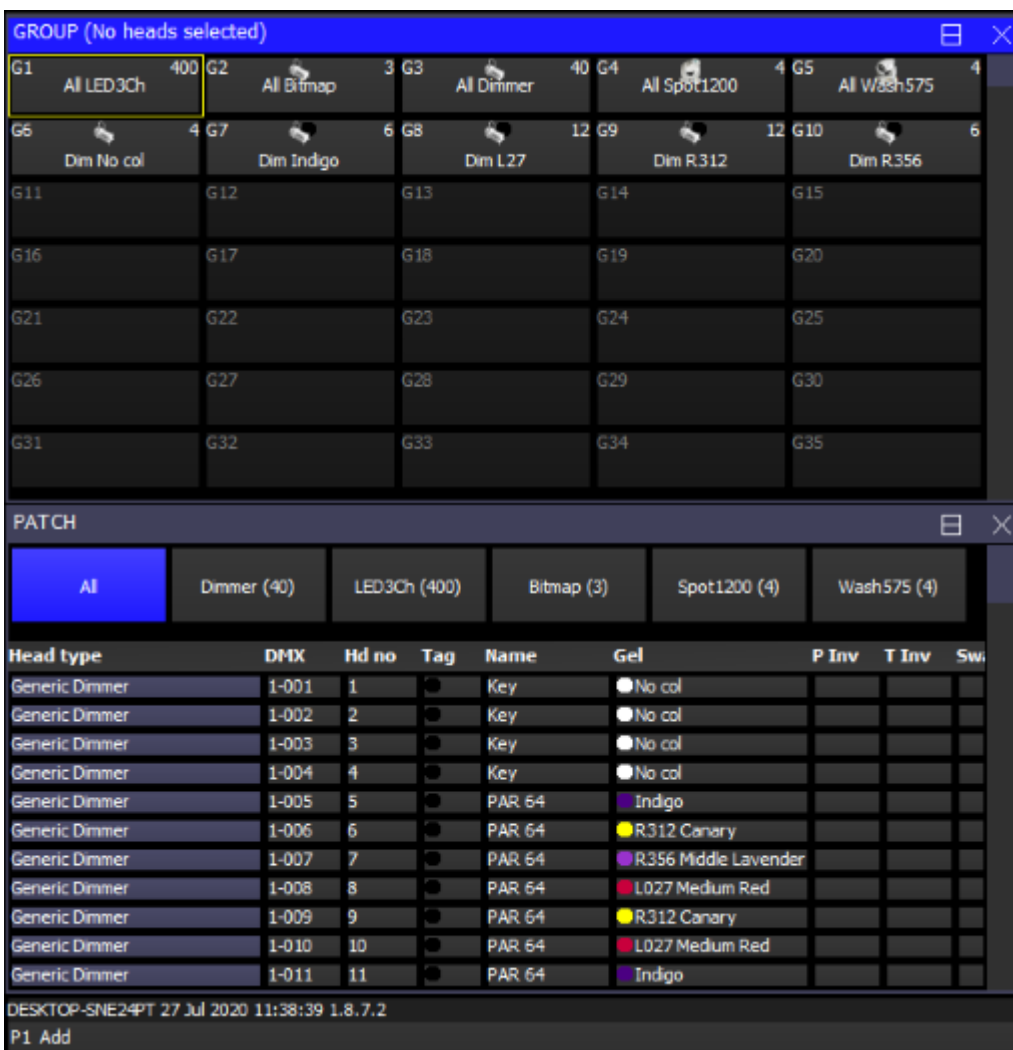 GROUP (No heads selected)
G1 400 G2 3 G3 40 G4 4 G5 4
All LED3Ch All Bitmap All Dimmer All Spot1200 All Wash575
G6 4 G7 6 G8 12 G9 12 G10 6
Dim No col Dim Indigo Dim L27 Dim R312 Dim R356
G11 G12 G13 G14 G15
G16 G17 G18 G19 G20
G21 G22 G23 G24 G25
G26 G27 G28 G29 G30
G31 G32 G33 G34 G35
PATCH
All Dimmer (40) LED3Ch (400) Bitmap (3) Spot1200 (4) Wash575 (4)
Head type DMX Hd no Tag Name Gel P Inv T Inv Swa
Generic Dimmer 1-001 1 Key No col
Generic Dimmer 1-002 2 Key No col
Generic Dimmer 1-003 3 Key No col
Generic Dimmer 1-004 4 Key No col
Generic Dimmer 1-005 5 PAR 64 Indigo
Generic Dimmer 1-006 6 PAR 64 R312 Canary
Generic Dimmer 1-007 7 PAR 64 R356 Middle Lavender
Generic Dimmer 1-008 8 PAR 64 L027 Medium Red
Generic Dimmer 1-009 9 PAR 64 R312 Canary
Generic Dimmer 1-010 10 PAR 64 L027 Medium Red
Generic Dimmer 1-011 11 PAR 64 Indigo
DESKTOP-SNE24PT 27 Jul 2020 11:38:39 1.8.7.2
P1 Add